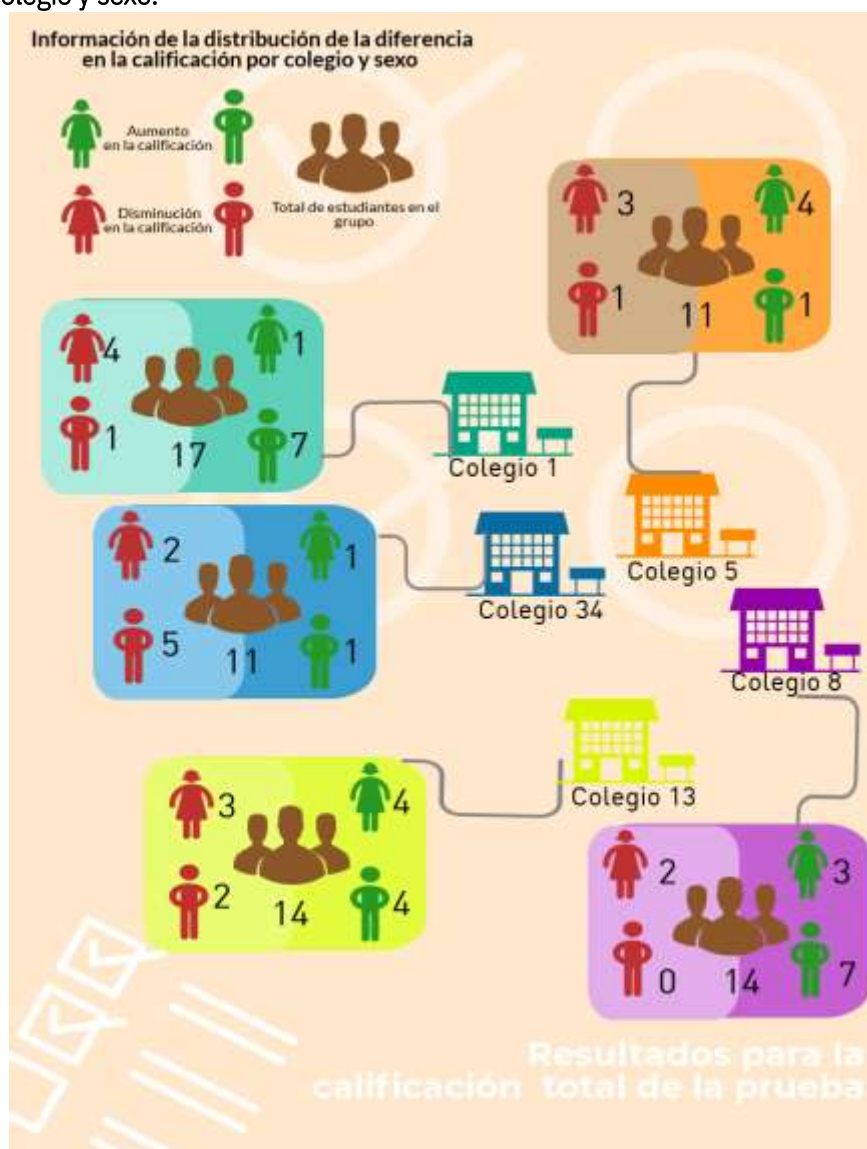 colegio y sexo.
Información de la distribución de la diferencia
en la calificación por colegio y sexo
Aumento
en la calificación
Disminución
en la calificación
Total de estudiantes en el
grupo
3
4
1
11
1
4
1
1
17
7
Colegio 1
Colegio 5
2
1
5
11
1
Colegio 34
Colegio 8
Colegio 13
3
4
2
14
4
2
3
0
14
7
Resultados para la
calificación total de la prueba